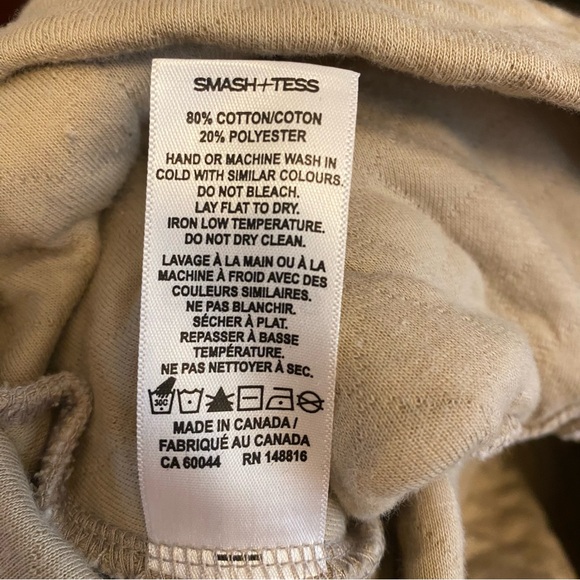 SMASH+TESS
80% COTTON/COTON
20% POLYESTER
HAND OR MACHINE WASH IN
COLD WITH SIMILAR COLOURS.
DO NOT BLEACH.
LAY FLAT TO DRY.
IRON LOW TEMPERATURE.
DO NOT DRY CLEAN.
LAVAGE À LA MAIN OU À LA
MACHINE À FROID AVEC DES
COULEURS SIMILAIRES.
NE PAS BLANCHIR.
SÉCHER À PLAT.
REPASSER À BASSE
TEMPÉRATURE.
NE PAS NETTOYER À SEC.
30C
MADE IN CANADA /
FABRIQUÉ AU CANADA
CA 60044 RN 148816